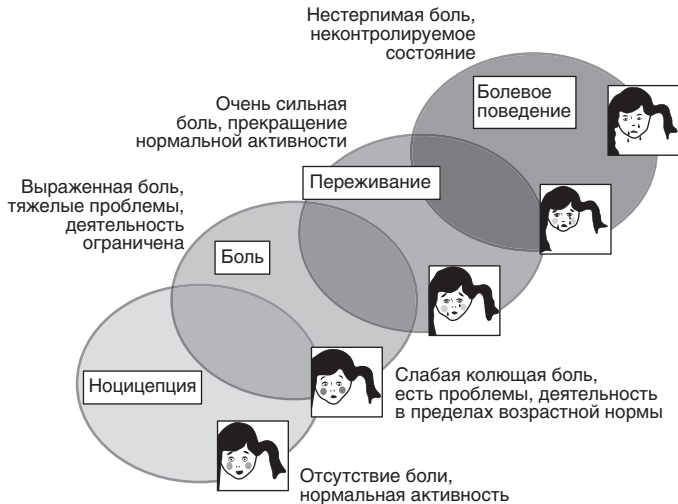 Нестерпимая боль,
неконтролируемое
состояние
Болевое
поведение
Очень сильная
боль, прекращение
нормальной активности
Переживание
Выраженная боль,
тяжелые проблемы,
деятельность
ограничена
Боль
Ноцицепция
Слабая колющая боль,
есть проблемы, деятельность
в пределах возрастной нормы
Отсутствие боли,
нормальная активность